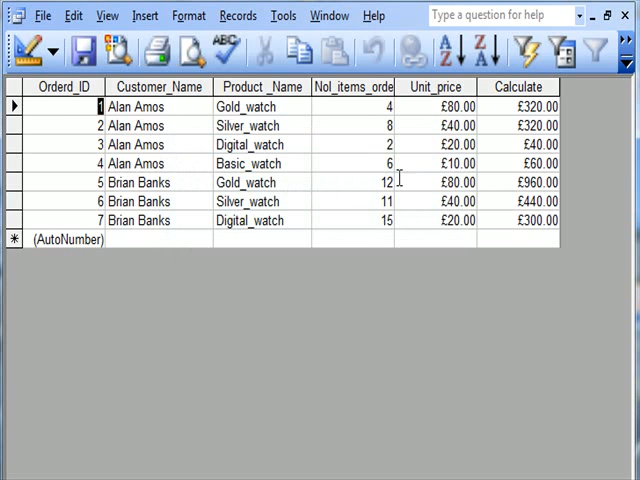 File Edit View Insert Format Records Tools Window Help Type a question for help
Orderd_ID Customer_Name Product _Name Nol_items_orde Unit_price Calculate
1 Alan Amos Gold_watch 4 £80.00 £320.00
2 Alan Amos Silver_watch 8 £40.00 £320.00
3 Alan Amos Digital_watch 2 £20.00 £40.00
4 Alan Amos Basic_watch 6 £10.00 £60.00
5 Brian Banks Gold_watch 12 £80.00 £960.00
6 Brian Banks Silver_watch 11 £40.00 £440.00
7 Brian Banks Digital_watch 15 £20.00 £300.00
(AutoNumber)